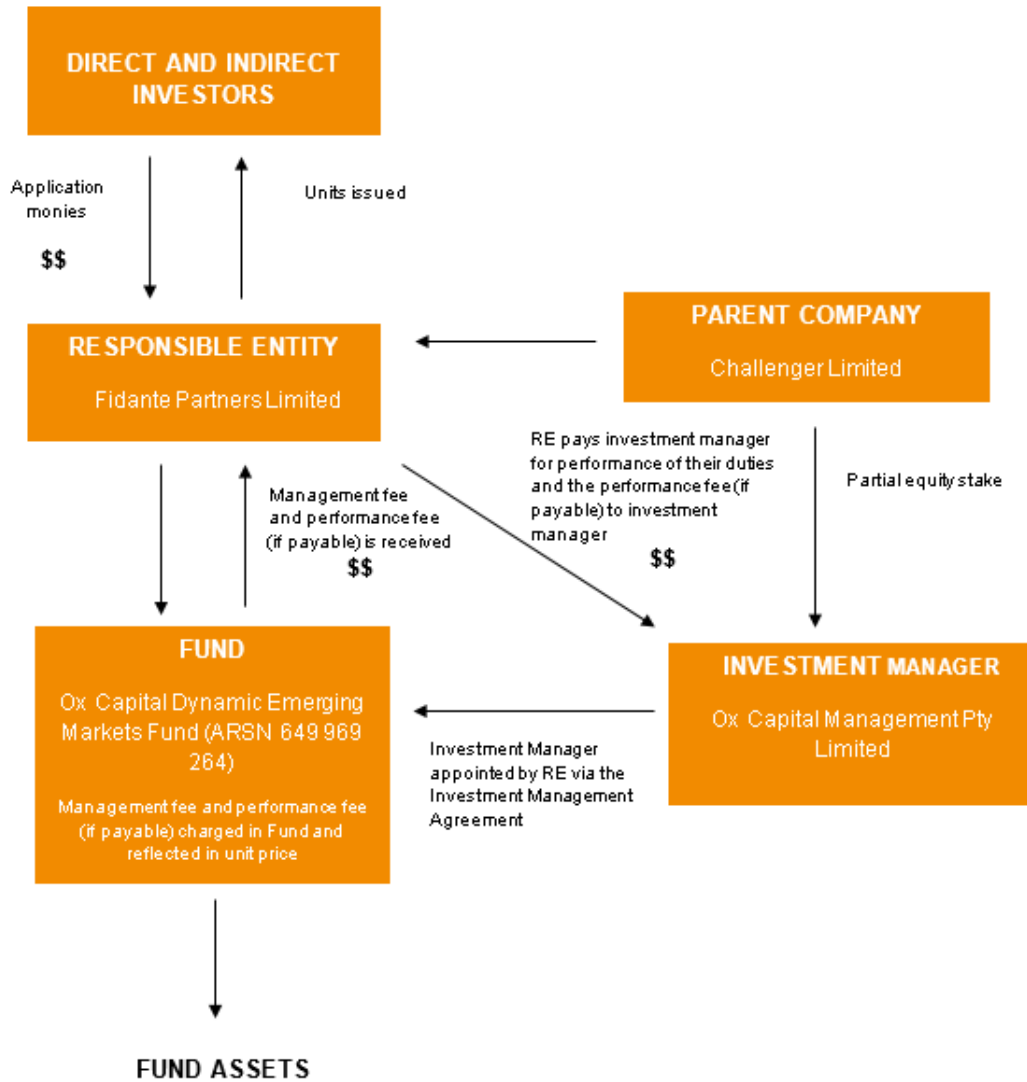 DIRECT AND INDIRECT
INVESTORS
Application
monies
$$
Units issued
RESPONSIBLE ENTITY
Fidante Partners Limited
PARENT COMPANY
Challenger Limited
Management fee
and performance fee
(if payable) is received
$$
RE pays investment manager
for performance of their duties
and the performance fee (if
payable) to investment
manager
$$
Partial equity stake
FUND
Ox Capital Dynamic Emerging
Markets Fund (ARSN 649 969
264)
Management fee and performance fee
(if payable) charged in Fund and
reflected in unit price
Investment Manager
appointed by RE via the
Investment Management
Agreement
INVESTMENT MANAGER
Ox Capital Management Pty
Limited
FUND ASSETS